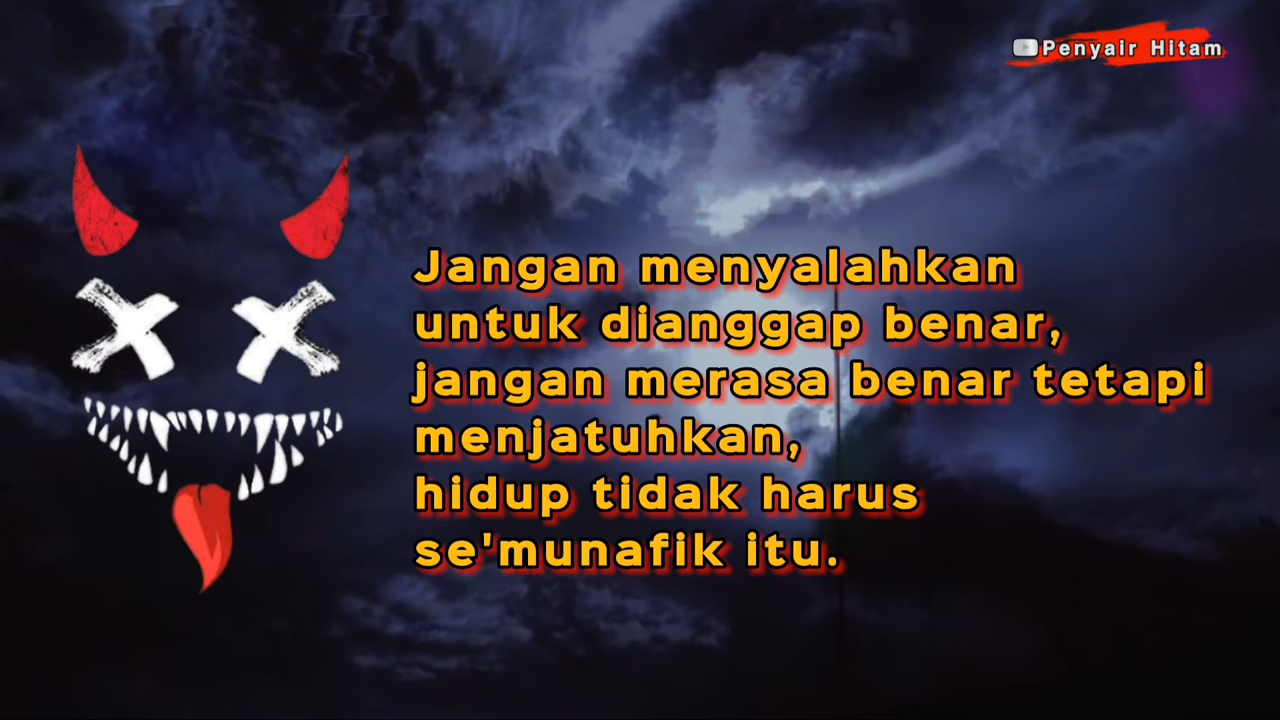 Penyair Hitam
Jangan menyalahkan
untuk dianggap benar,
jangan merasa benar tetapi
menjatuhkan,
hidup tidak harus
se'munafik itu.